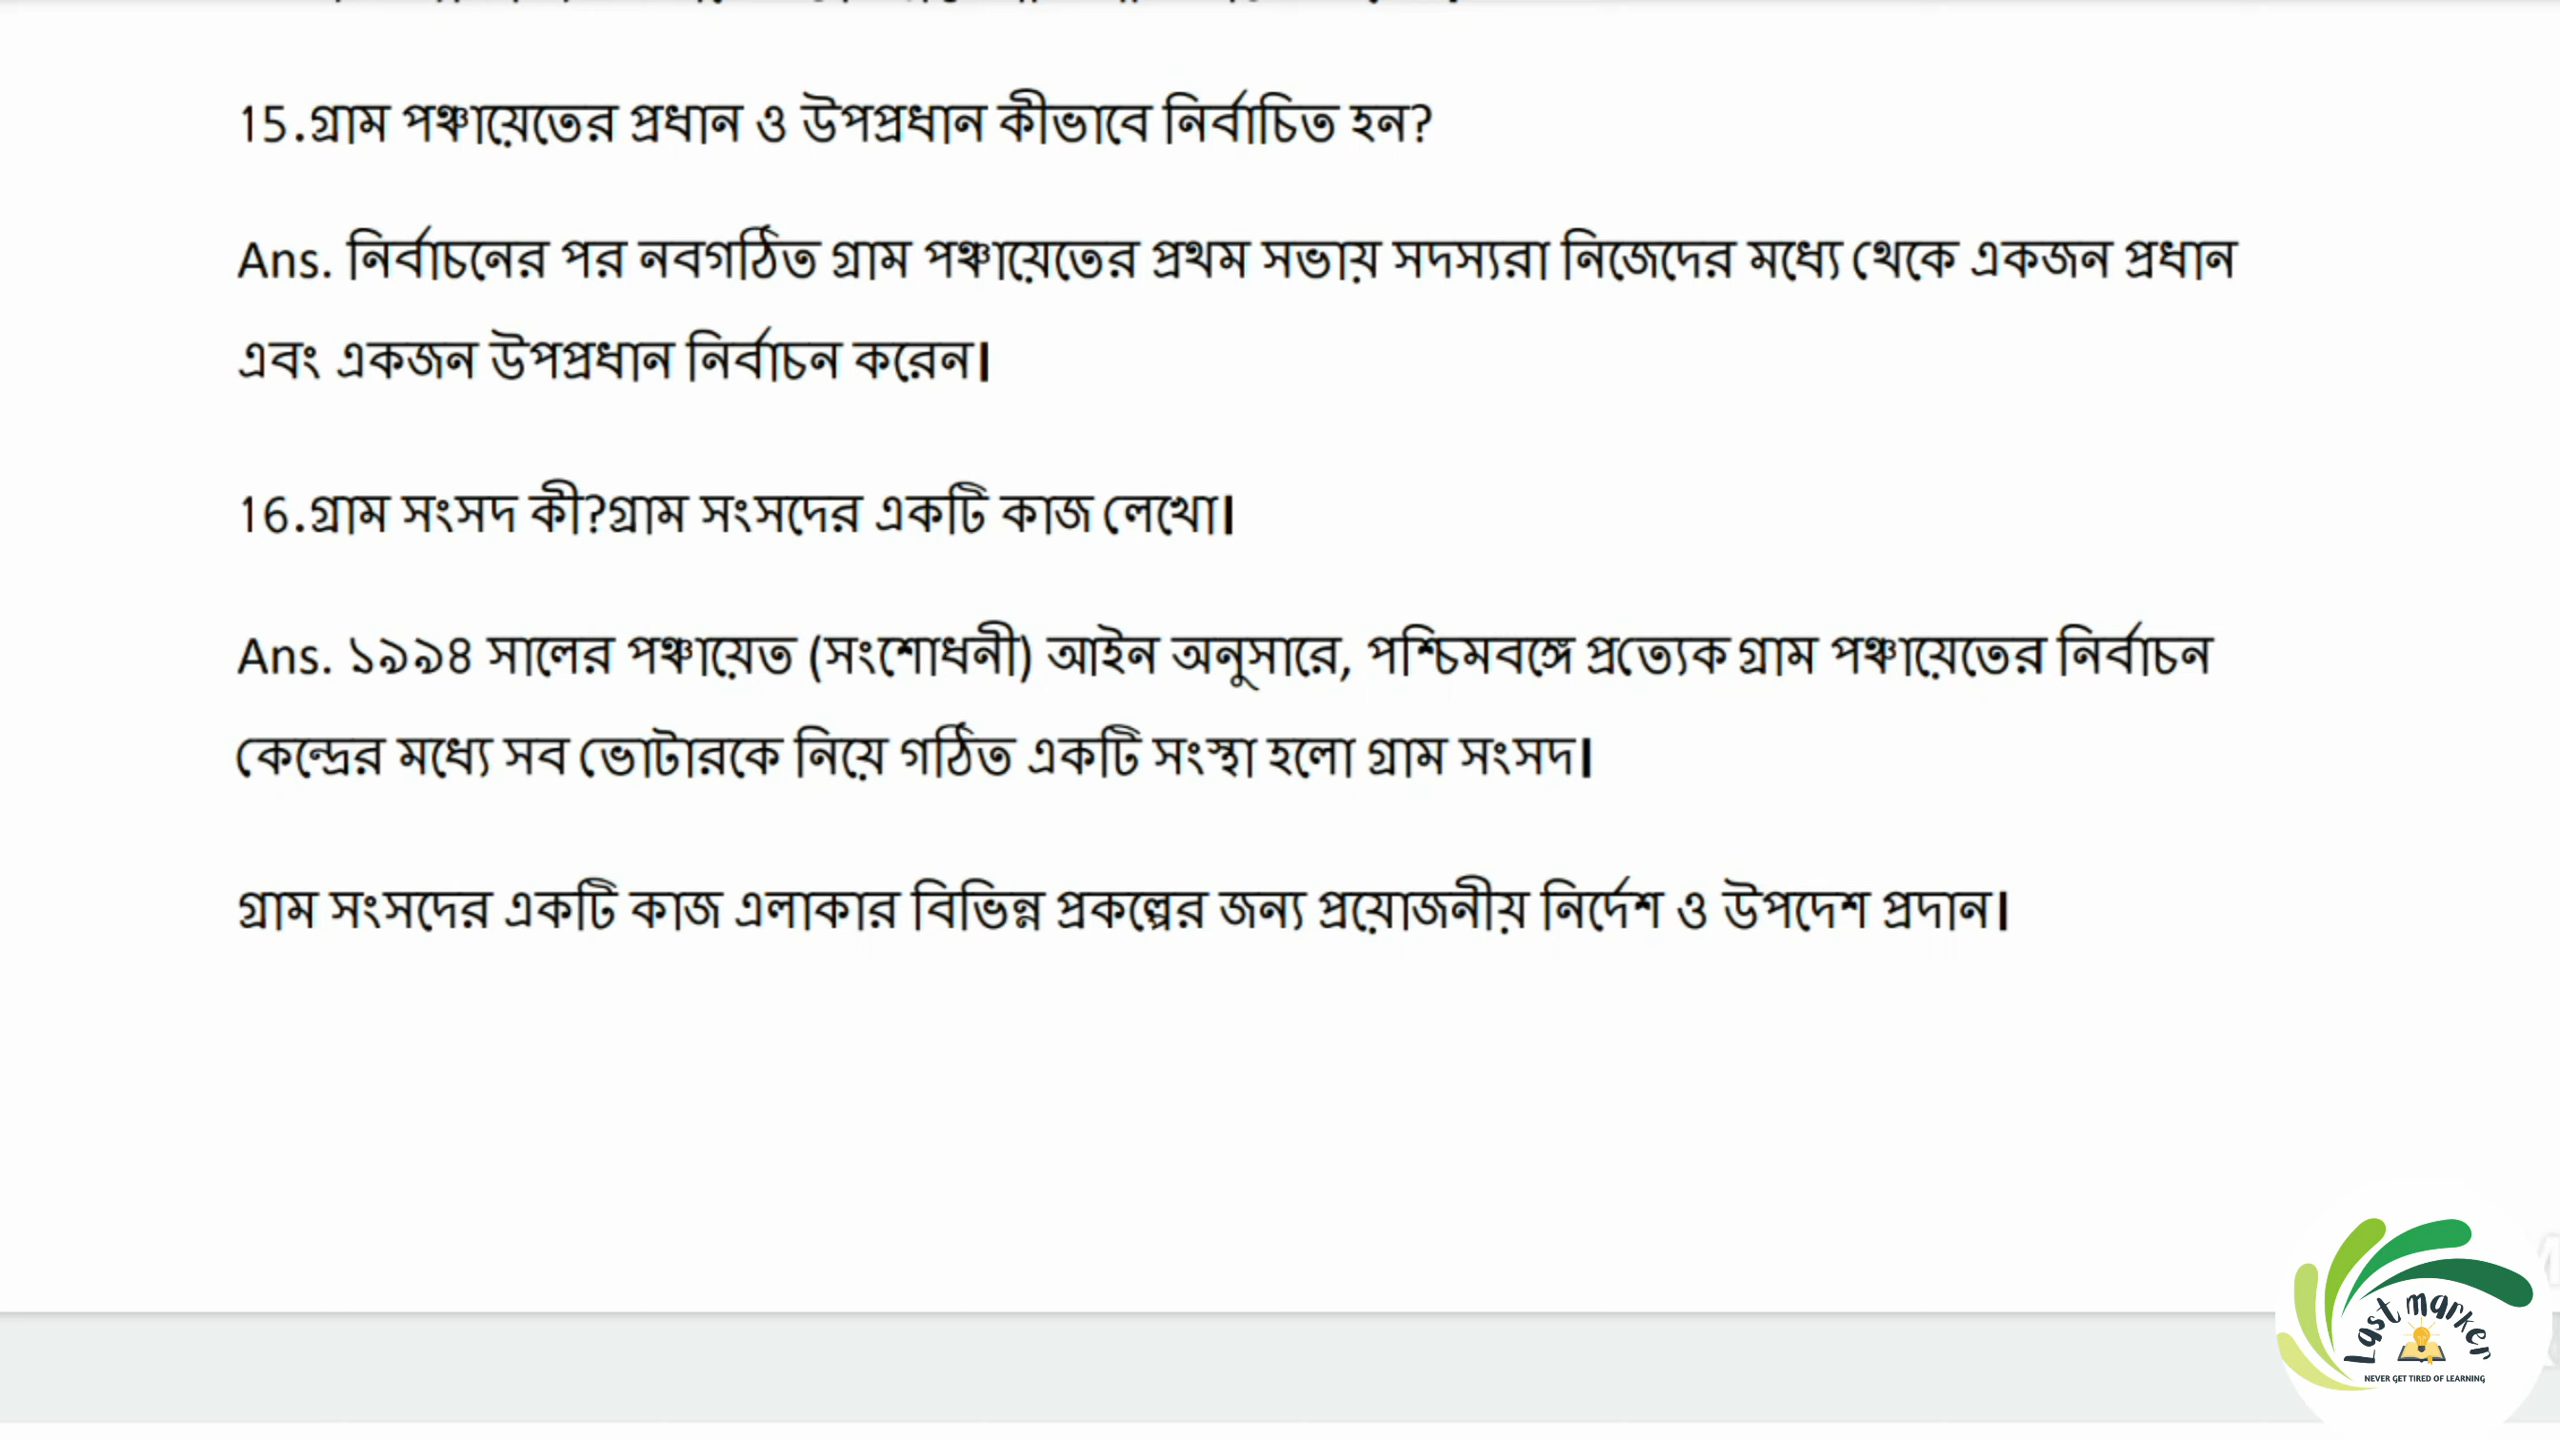 15.গ্রাম পঞ্চায়েতের প্রধান ও উপপ্রধান কীভাবে নির্বাচিত হন?
Ans. নির্বাচনের পর নবগঠিত গ্রাম পঞ্চায়েতের প্রথম সভায় সদস্যরা নিজেদের মধ্যে থেকে একজন প্রধান
এবং একজন উপপ্রধান নির্বাচন করেন।
16.গ্রাম সংসদ কী?গ্রাম সংসদের একটি কাজ লেখো।
Ans. ১৯৯৪ সালের পঞ্চায়েত (সংশোধনী) আইন অনুসারে, পশ্চিমবঙ্গে প্রত্যেক গ্রাম পঞ্চায়েতের নির্বাচন
কেন্দ্রের মধ্যে সব ভোটারকে নিয়ে গঠিত একটি সংস্থা হলো গ্রাম সংসদ।
গ্রাম সংসদের একটি কাজ এলাকার বিভিন্ন প্রকল্পের জন্য প্রয়োজনীয় নির্দেশ ও উপদেশ প্রদান।
Last marker
NEVER GET TIRED OF LEARNING